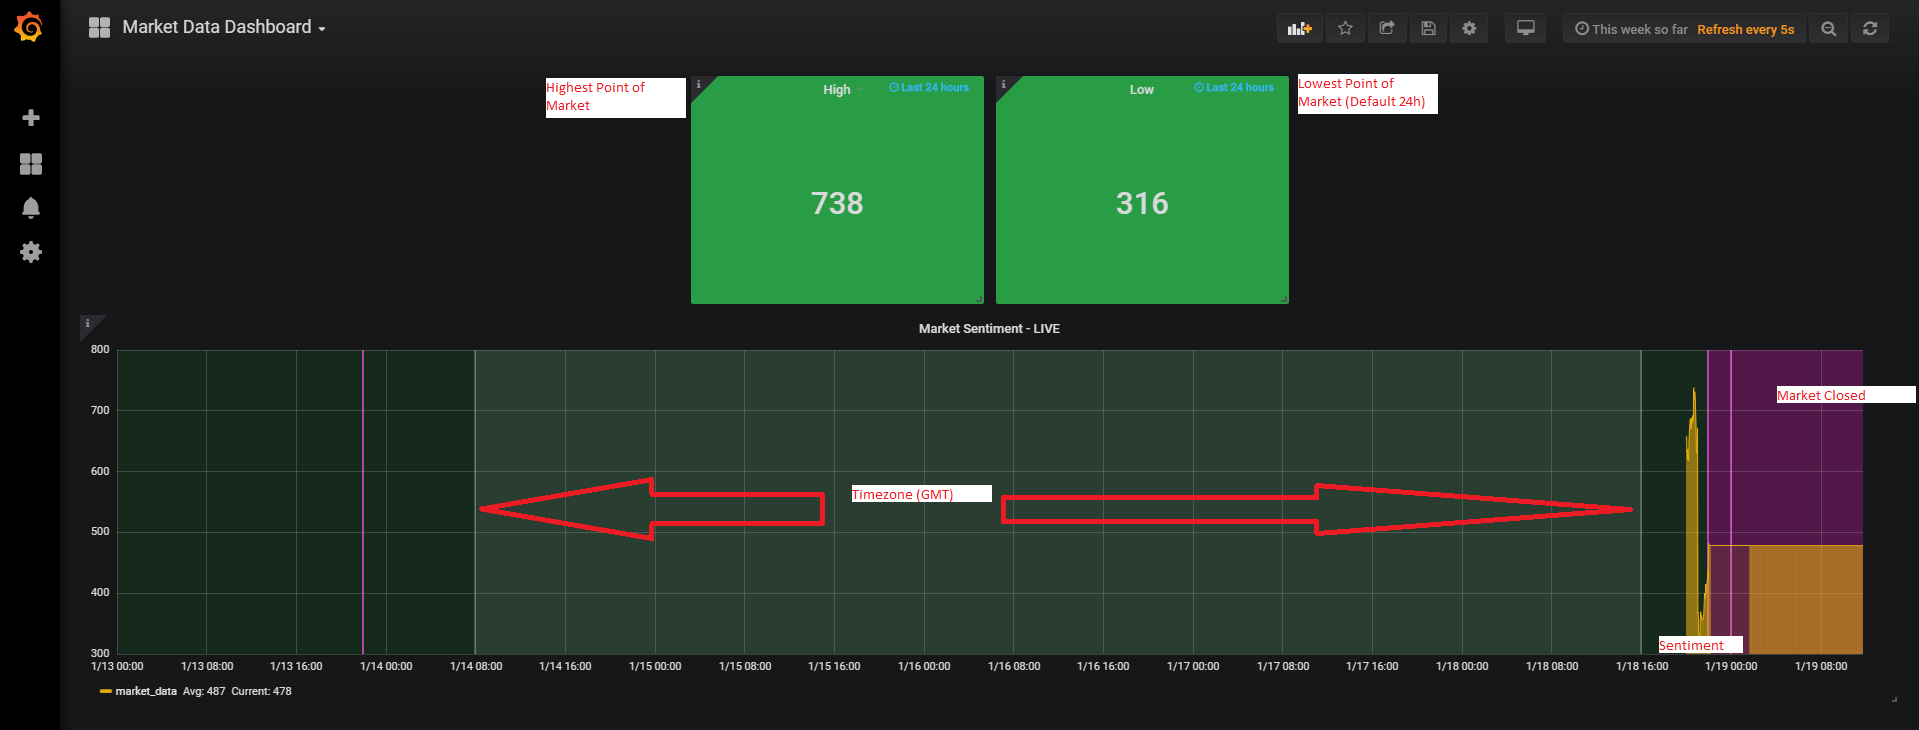 Market Data Dashboard
This week so far Refresh every 5s
Highest Point of
Market
i
High
Last 24 hours
738
i
Low
Last 24 hours
316
Lowest Point of
Market (Default 24h)
i
Market Sentiment - LIVE
800
700
600
500
400
300
Market Closed
Timezone (GMT)
Sentiment
1/13 00:00 1/13 08:00 1/13 16:00 1/14 00:00 1/14 08:00 1/14 16:00 1/15 00:00 1/15 08:00 1/15 16:00 1/16 00:00 1/16 08:00 1/16 16:00 1/17 00:00 1/17 08:00 1/17 16:00 1/18 00:00 1/18 08:00 1/18 16:00 1/19 00:00 1/19 08:00
market_data Avg: 487 Current: 478